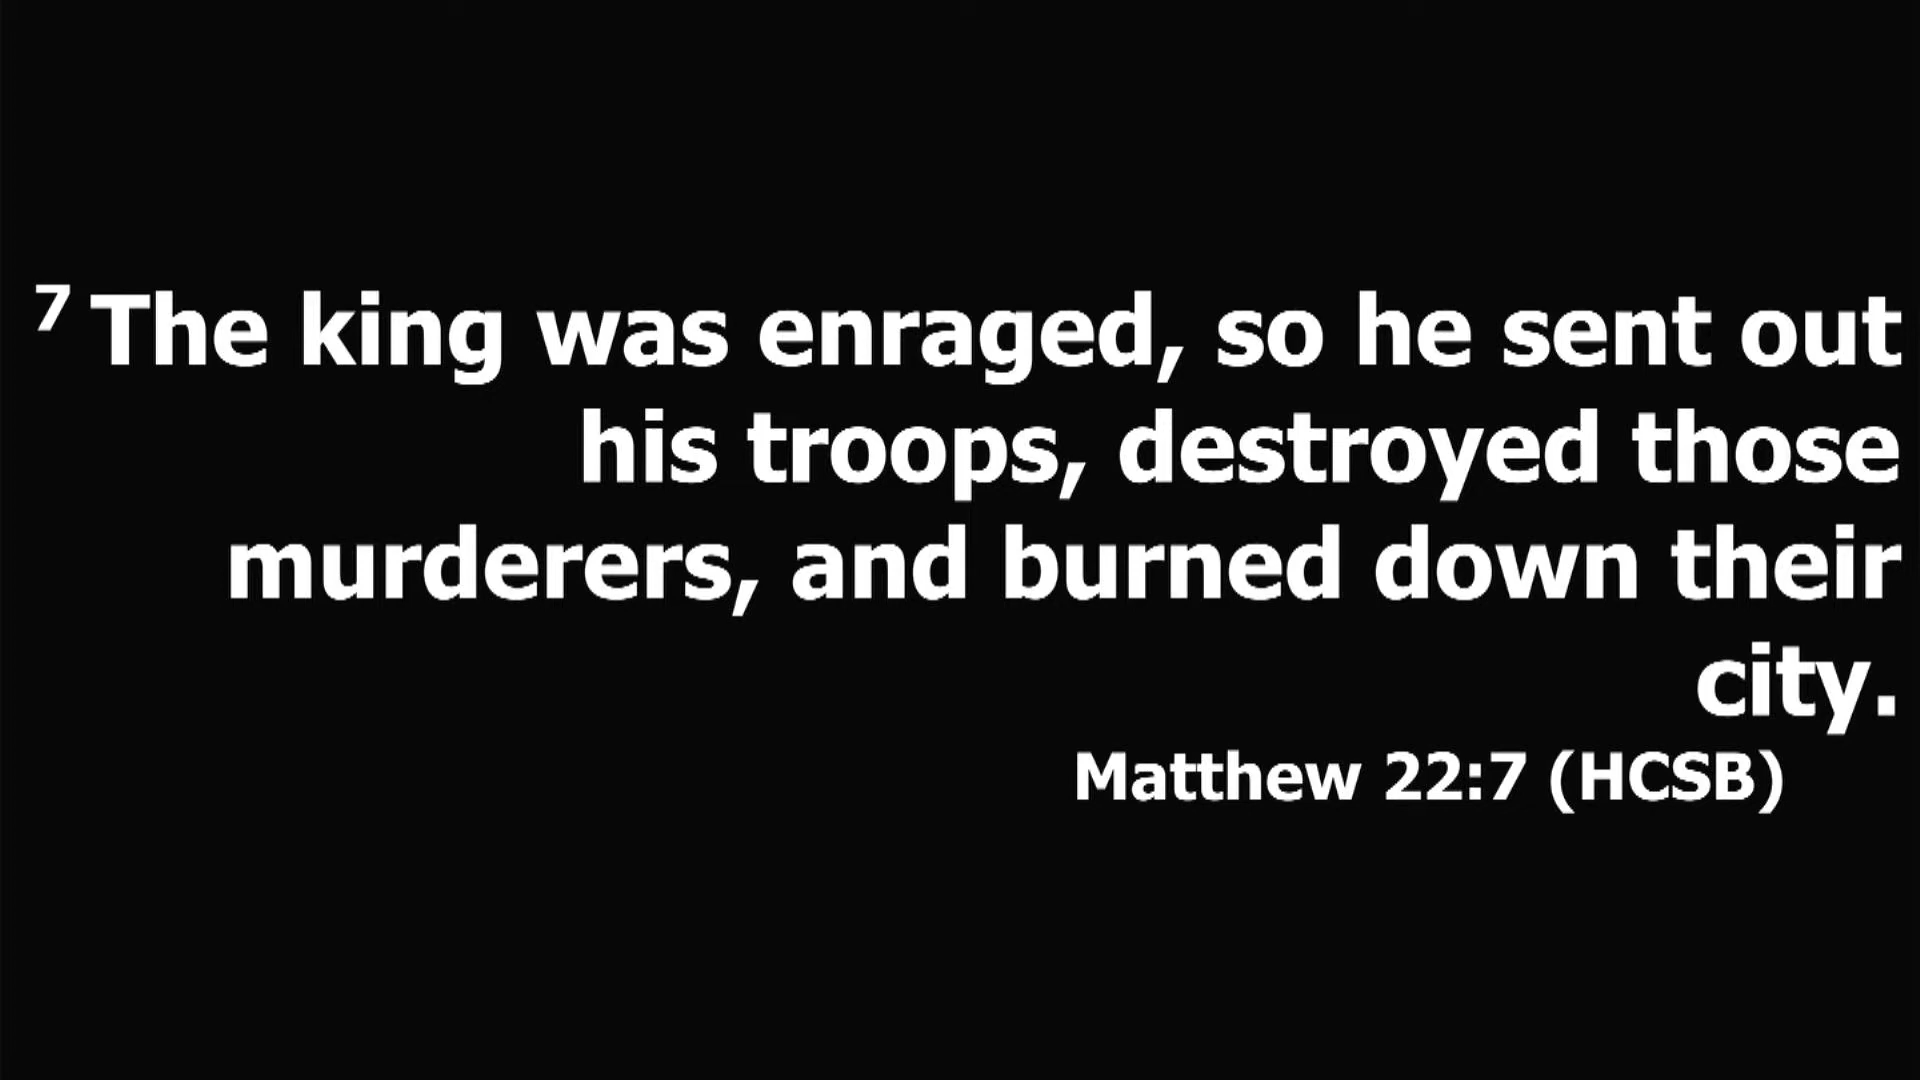 7 The king was enraged, so he sent out
his troops, destroyed those
murderers, and burned down their
city.
Matthew 22:7 (HCSB)